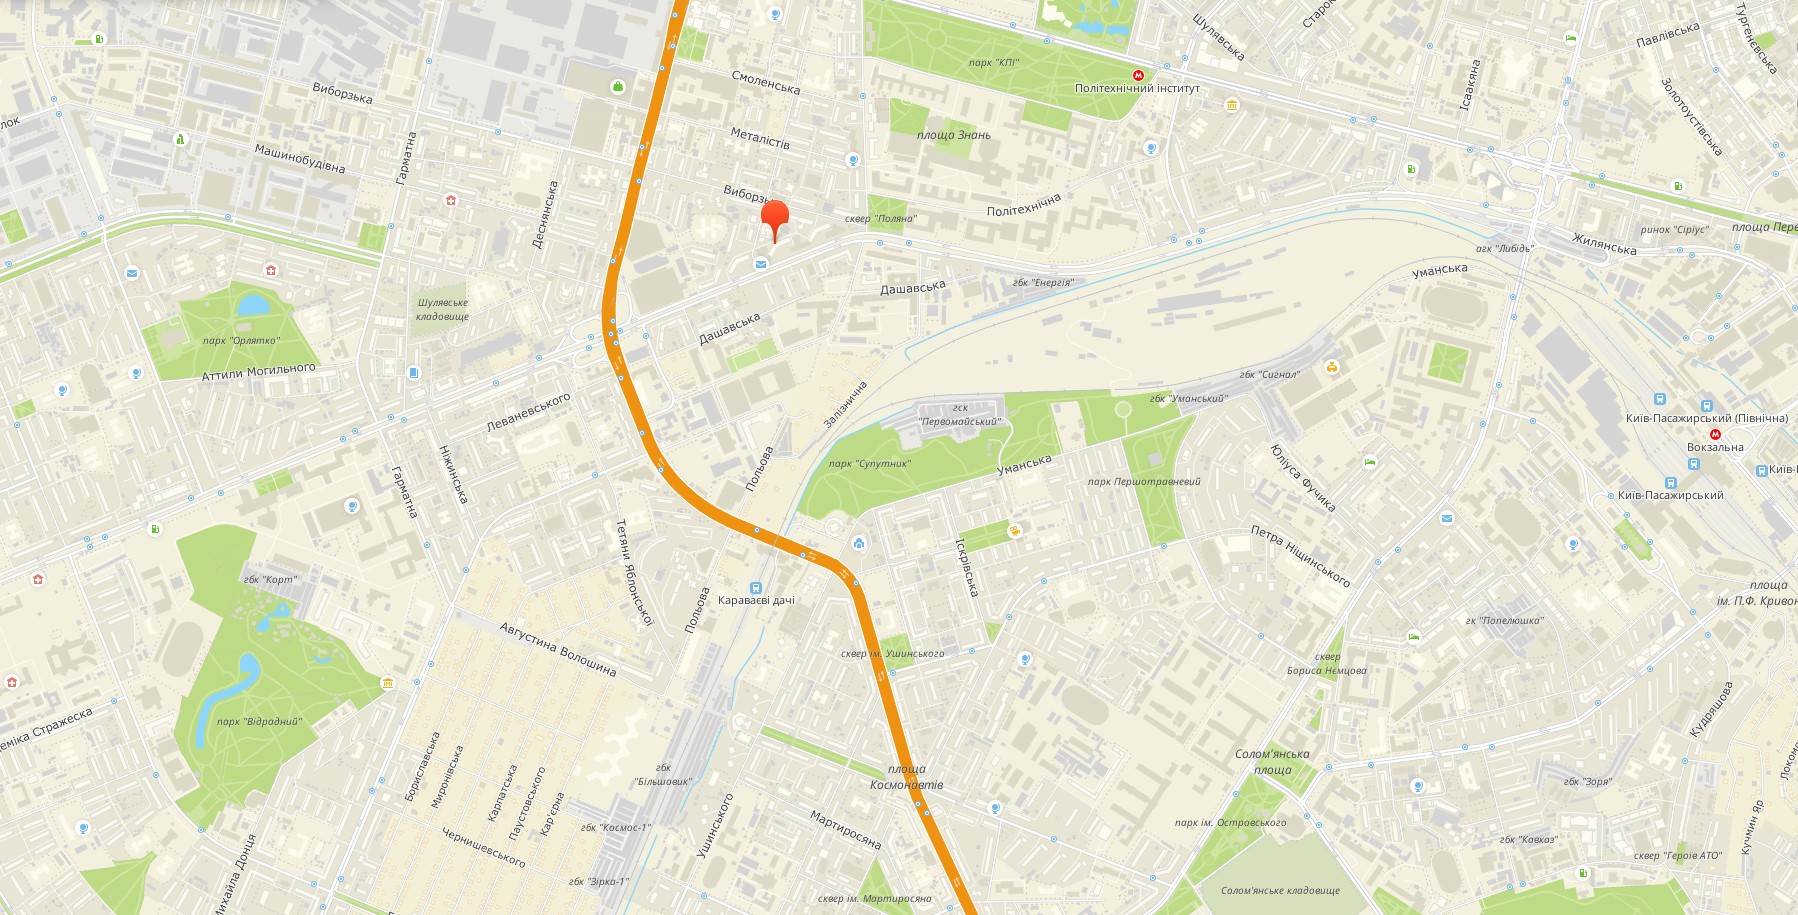 Шулявська
Павлівська
Тургенєвська
парк "КПІ"
Смоленська
Виборзька
Політехнічний інститут
Ісаакяна
Золотоустівська
Металістів
площа Знань
Гарматна
Машинобудівна
Деснянська
Політехнічна
сквер "Поляна"
ринок "Сіріус"
Жилянська
агк "Либідь"
Уманська
Дашавська
гбк "Енергія"
Шулявське
кладовище
Дашавська
парк "Орлятко"
Аттили Могильного
гбк "Сигнал"
гбк "Уманський"
Леваневського
Залізнична
гск
"Первомайський"
Київ-Пасажирський (Північна)
Вокзальна
Ніжинська
Гарматна
Польова
парк "Супутник"
Уманська
парк Першотравневий
Юліуса Фучика
Київ-Пасажирський
Тетяни Яблонської
Іскрівська
Петра Ніщинського
гбк "Корт"
Караваєві дачі
Польова
площа
гк "Попелюшка"
Августина Волошина
сквер ім. Ушинського
сквер
Бориса Нємцова
парк "Відрадний"
Кудряшова
Бориславська
Миронівська
Карпатська
Паустовського
Кар'єрна
гбк
"Більшовик"
площа
Космонавтів
Солом'янська
площа
гбк "Зоря"
гбк "Космос-1"
Чернишевського
Ушинського
Мартиросяна
парк ім. Островського
гбк "Кавказ"
Кучмин Яр
сквер "Героїв АТО"
Михайла Донця
гбк "Зірка-1"
сквер ім. Мартиросяна
Солом'янське кладовище